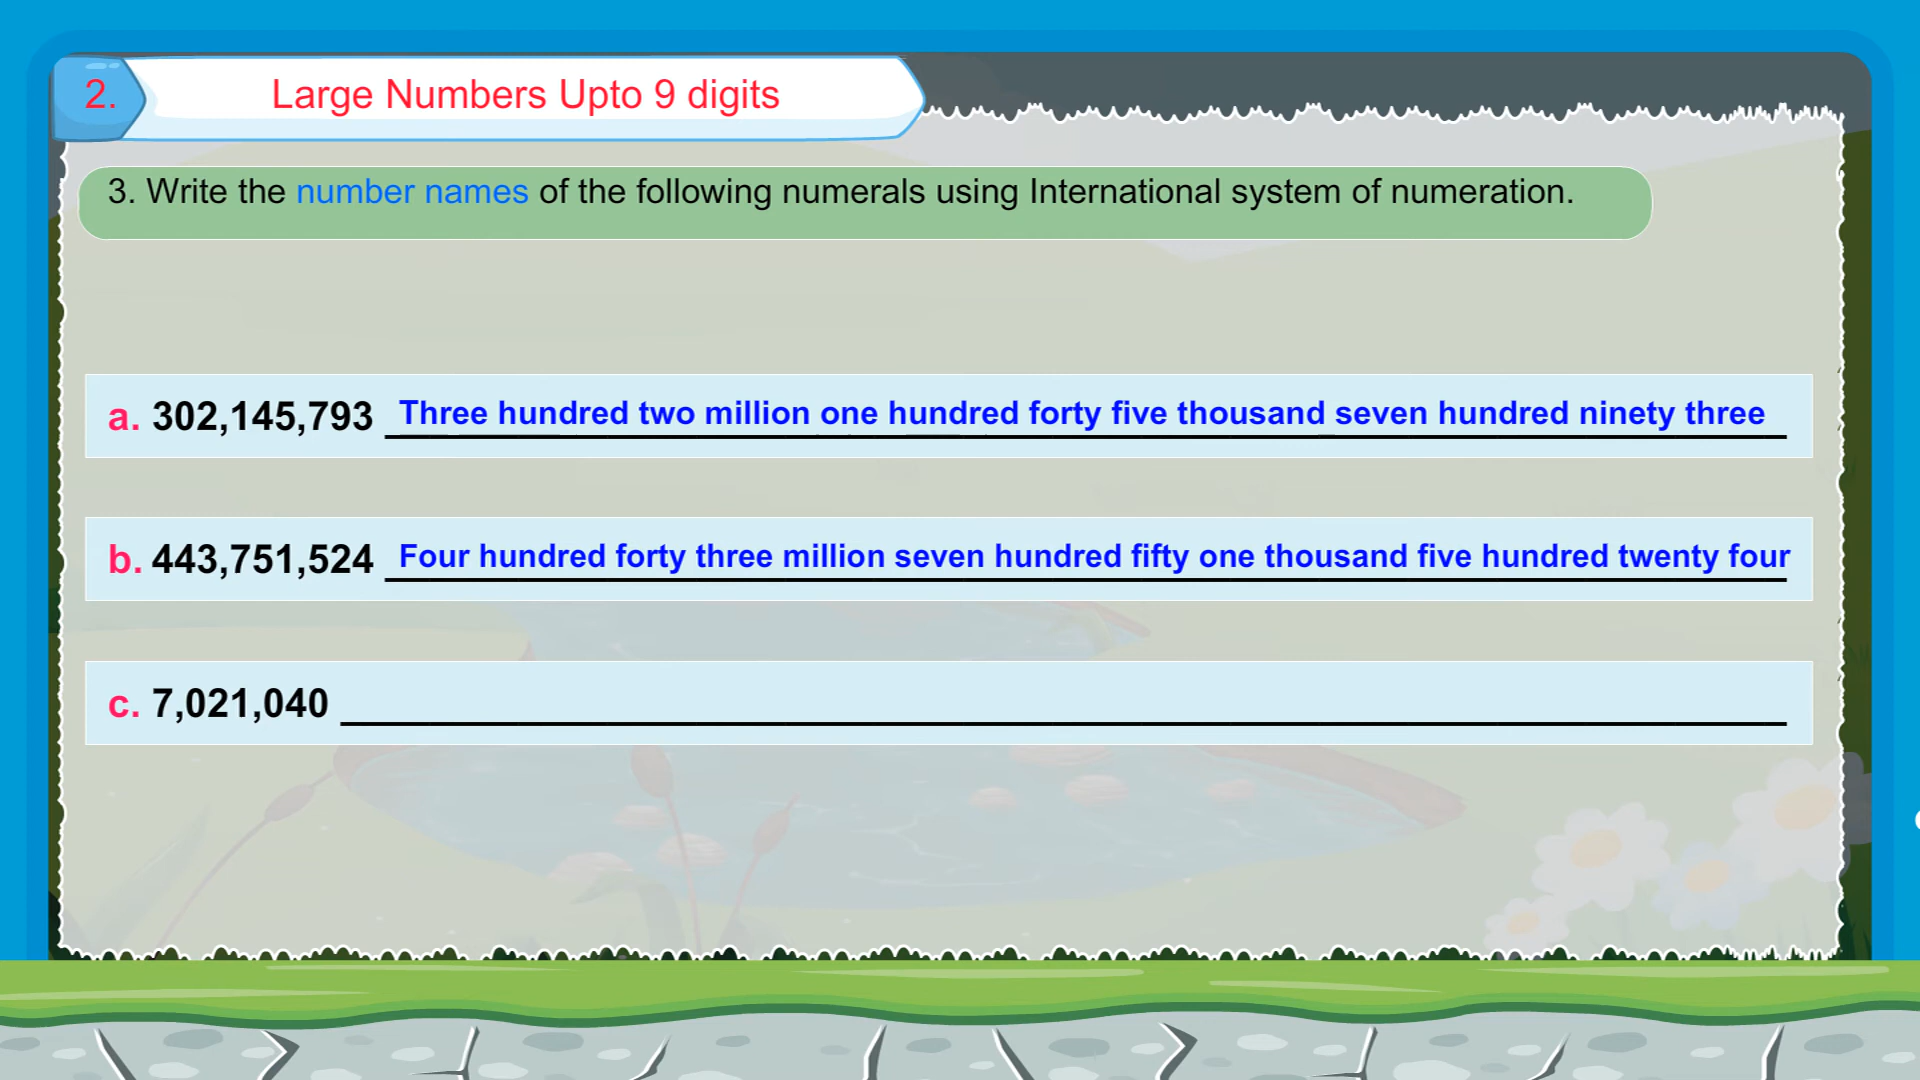 2. Large Numbers Upto 9 digits
3. Write the number names of the following numerals using International system of numeration.
a. 302,145,793 Three hundred two million one hundred forty five thousand seven hundred ninety three
b. 443,751,524 Four hundred forty three million seven hundred fifty one thousand five hundred twenty four
c. 7,021,040